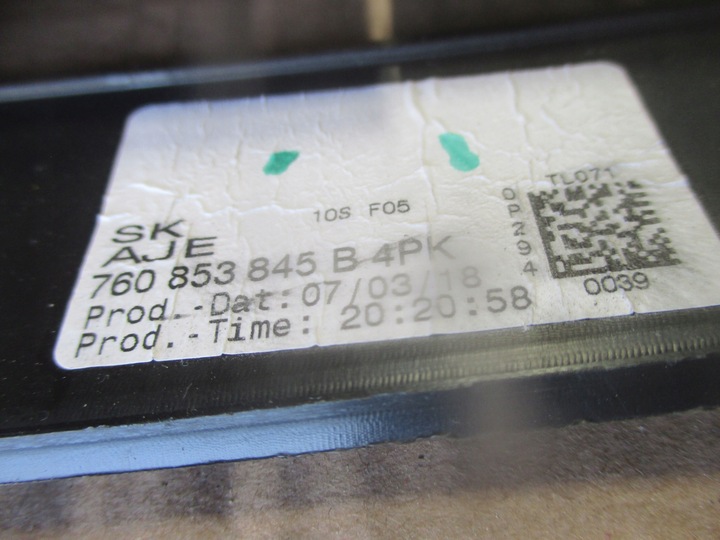 SK
AJE
10S F05
760 853 845 B 4PK
Prod.-Dat: 07/03/18
Prod.-Time: 20:20:58
TL071
0P294
0039